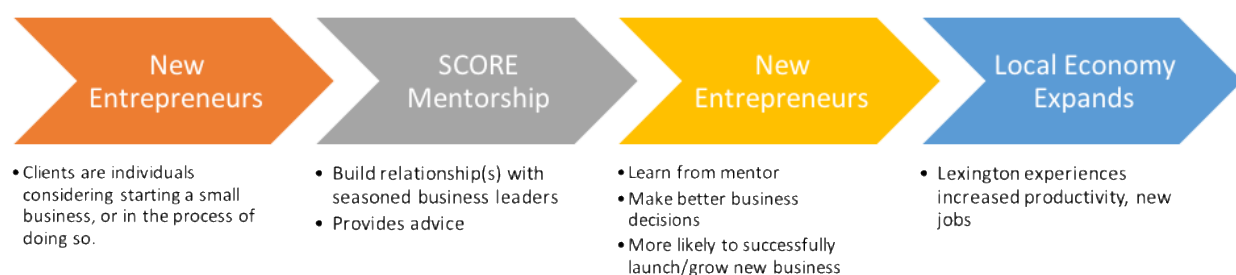 New
Entrepreneurs
• Clients are individuals
considering starting a small
business, or in the process of
doing so.
SCORE
Mentorship
• Build relationship(s) with
seasoned business leaders
• Provides advice
New
Entrepreneurs
• Learn from mentor
• Make better business
decisions
• More likely to successfully
launch/grow new business
Local Economy
Expands
• Lexington experiences
increased productivity, new
jobs